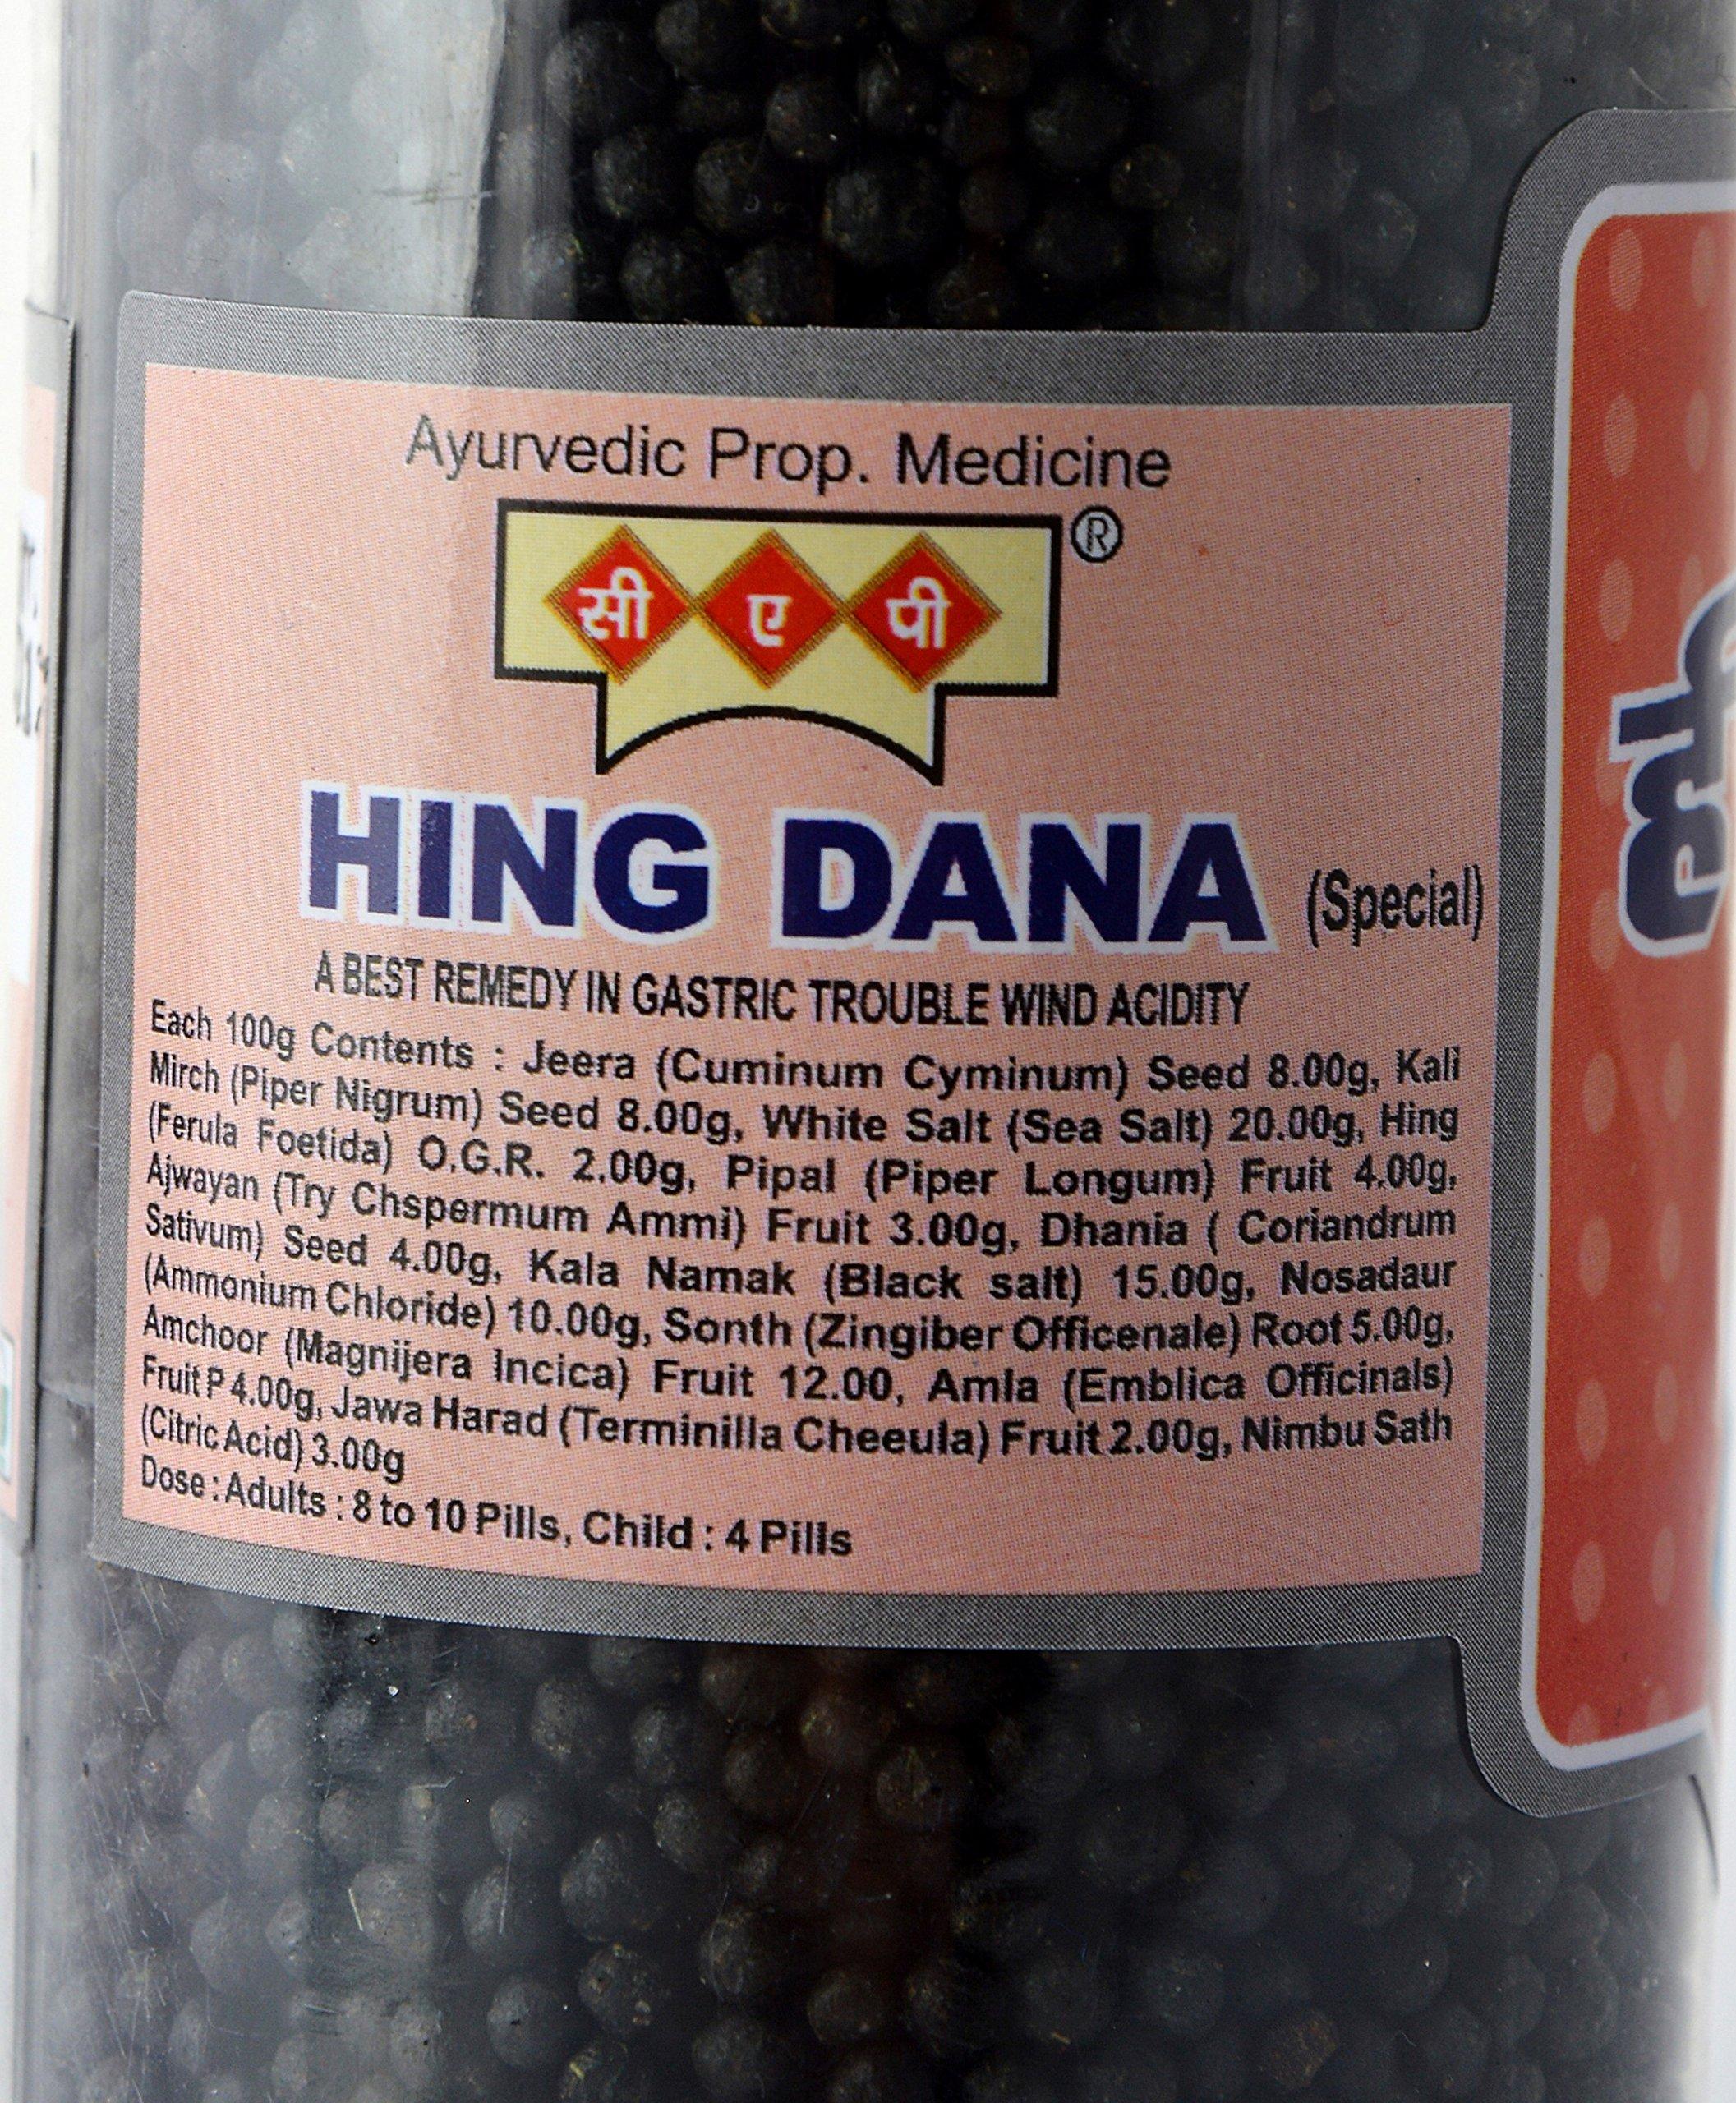 Ayurvedic Prop. Medicine
सी ए पी ®
HING DANA (Special)
A BEST REMEDY IN GASTRIC TROUBLE WIND ACIDITY
Each 100g Contents : Jeera (Cuminum Cyminum) Seed 8.00g, Kali
Mirch (Piper Nigrum) Seed 8.00g, White Salt (Sea Salt) 20.00g, Hing
(Ferula Foetida) O.G.R. 2.00g, Pipal (Piper Longum) Fruit 4.00g,
Ajwayan (Try Chspermum Ammi) Fruit 3.00g, Dhania ( Coriandrum
Sativum) Seed 4.00g, Kala Namak (Black salt) 15.00g, Nosadaur
(Ammonium Chloride) 10.00g, Sonth (Zingiber Officenale) Root 5.00g,
Amchoor (Magnijera Incica) Fruit 12.00, Amla (Emblica Officinals)
Fruit P 4.00g, Jawa Harad (Terminilla Cheeula) Fruit 2.00g, Nimbu Sath
(Citric Acid) 3.00g
Dose : Adults : 8 to 10 Pills, Child : 4 Pills